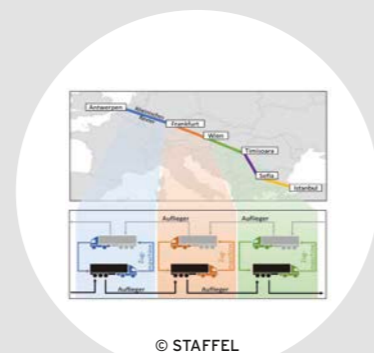 Antwerpen
Frankfurt
Wien
Timisoara
Sofia
Istanbul
Auflieger
Auflieger
Auflieger
Auflieger
© STAFFEL